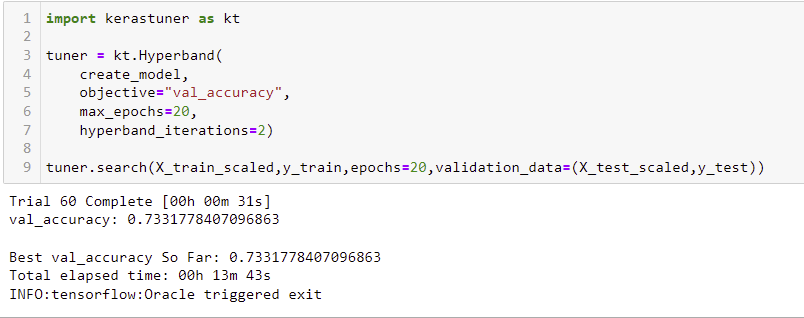 1 import kerastuner as kt
2
3 tuner = kt.Hyperband(
4     create_model,
5     objective="val_accuracy",
6     max_epochs=20,
7     hyperband_iterations=2)
8
9 tuner.search(X_train_scaled,y_train,epochs=20,validation_data=(X_test_scaled,y_test))
Trial 60 Complete [00h 00m 31s]
val_accuracy: 0.7331778407096863
Best val_accuracy So Far: 0.7331778407096863
Total elapsed time: 00h 13m 43s
INFO:tensorflow:Oracle triggered exit